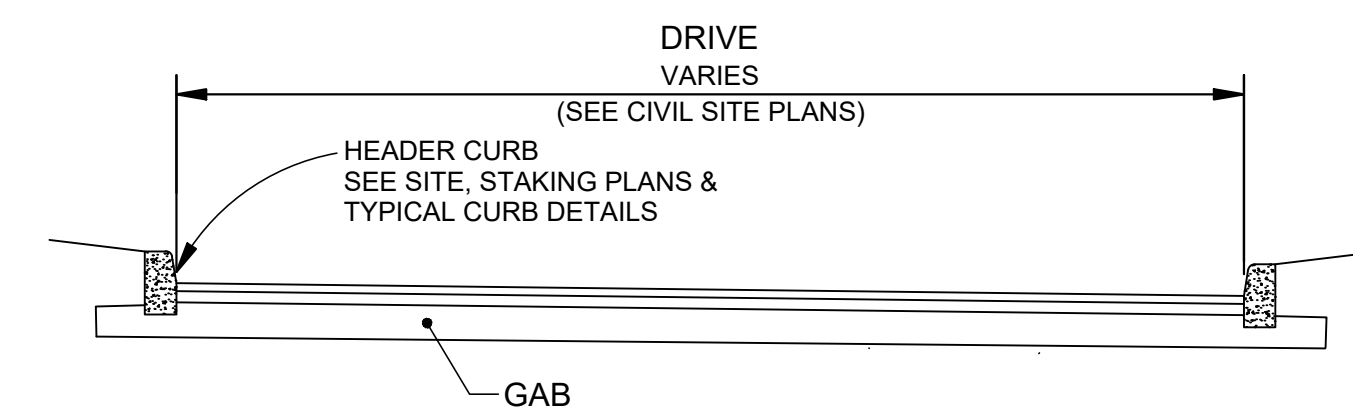 DRIVE
VARIES
(SEE CIVIL SITE PLANS)
HEADER CURB
SEE SITE, STAKING PLANS &
TYPICAL CURB DETAILS
GAB